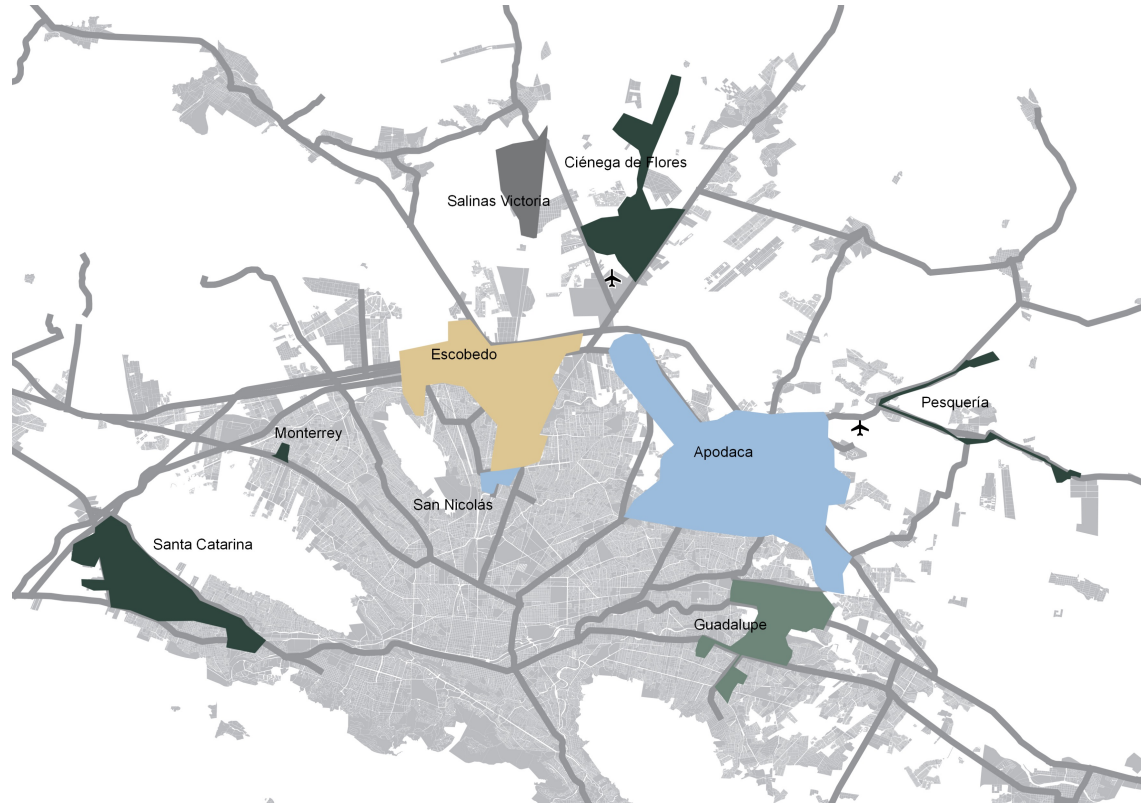 Ciénega de Flores
Salinas Victoria
Escobedo
Pesquería
Monterrey
Apodaca
San Nicolás
Santa Catarina
Guadalupe